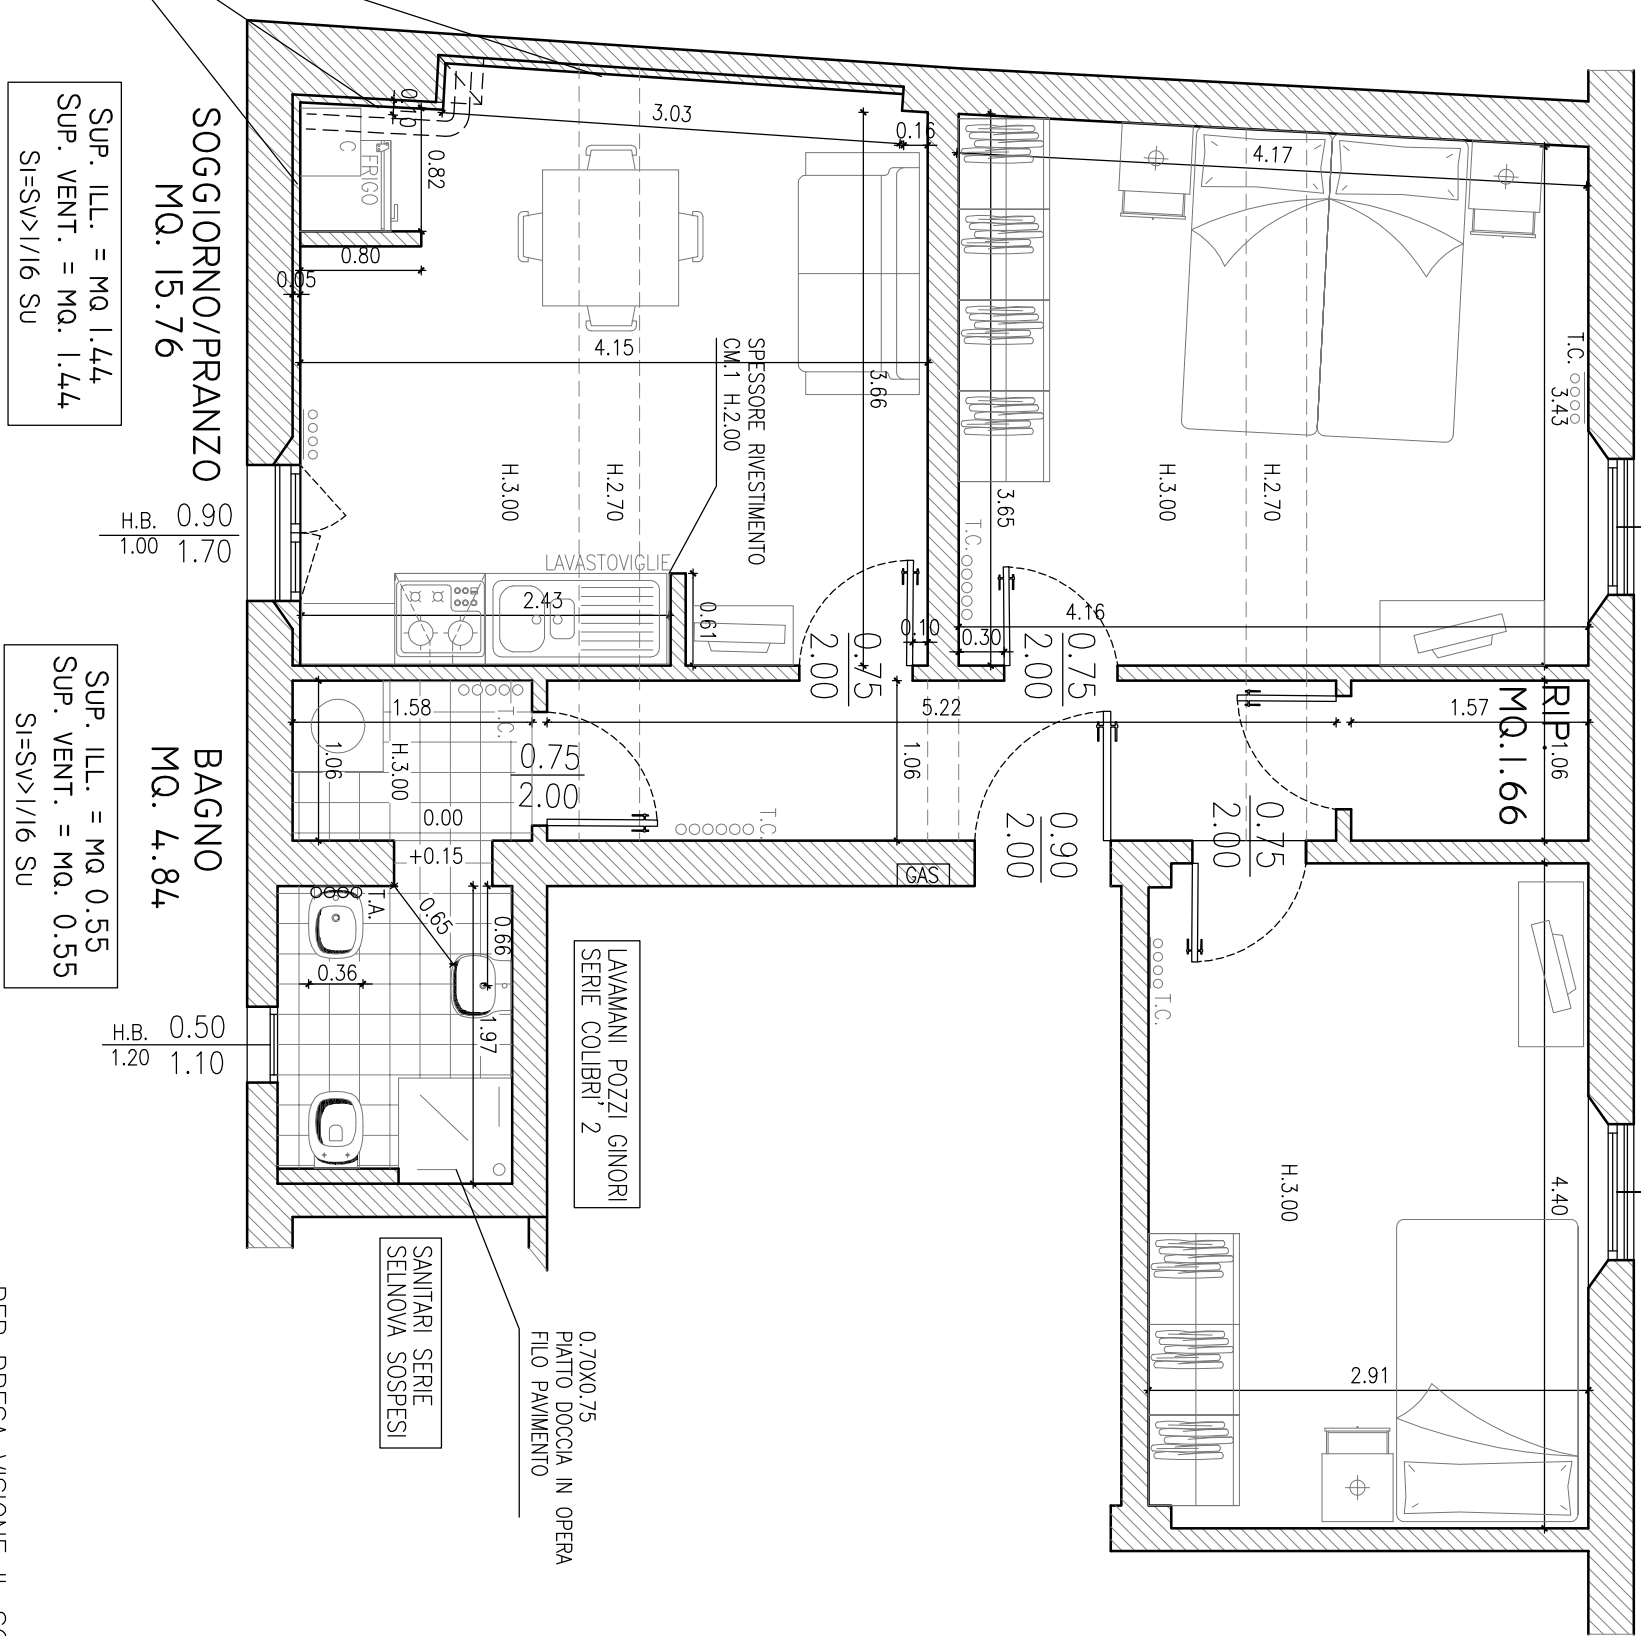 SOGGIORNO/PRANZO
MQ. 15.76
SUP. ILL. = MQ 1.44
SUP. VENT. = MQ. 1.44
SI=SV>1/16 SU
BAGNO
MQ. 4.84
SUP. ILL. = MQ 0.55
SUP. VENT. = MQ. 0.55
SI=SV>1/16 SU
0.90
1.70
H.B.
1.00
0.50
1.10
H.B.
1.20
3.03
0.16
0.10
0.82
C
FRIGO
0.80
0.05
4.15
3.66
SPESSORE RIVESTIMENTO
CM.1 H.2.00
H.2.70
H.3.00
LAVASTOVIGLIE
2.43
0.61
0.75
2.00
0.10
4.17
T.C.
3.43
H.2.70
H.3.00
3.65
T.C.
4.16
0.30
0.75
2.00
RIP.
MQ.1.66
1.57
1.06
5.22
1.06
0.75
2.00
0.90
2.00
T.C.
GAS
1.58
T.C.
1.06
H.3.00
0.75
2.00
0.00
+0.15
T.A.
0.65
0.66
0.36
1.97
LAVAMANI POZZI GINORI
SERIE COLIBRI' 2
SANITARI SERIE
SELNOVA SOSPESI
0.70X0.75
PIATTO DOCCIA IN OPERA
FILO PAVIMENTO
T.C.
H.3.00
4.40
2.91
PER PRESA VISIONE IL